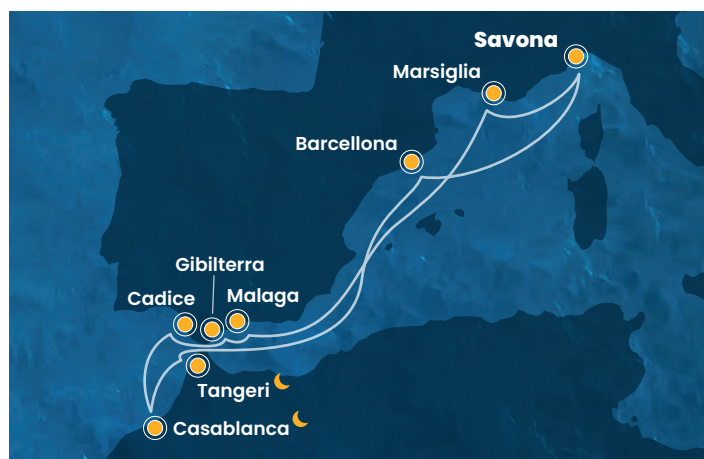 Savona
Marsiglia
Barcellona
Gibilterra
Cadice
Malaga
Tangeri
Casablanca